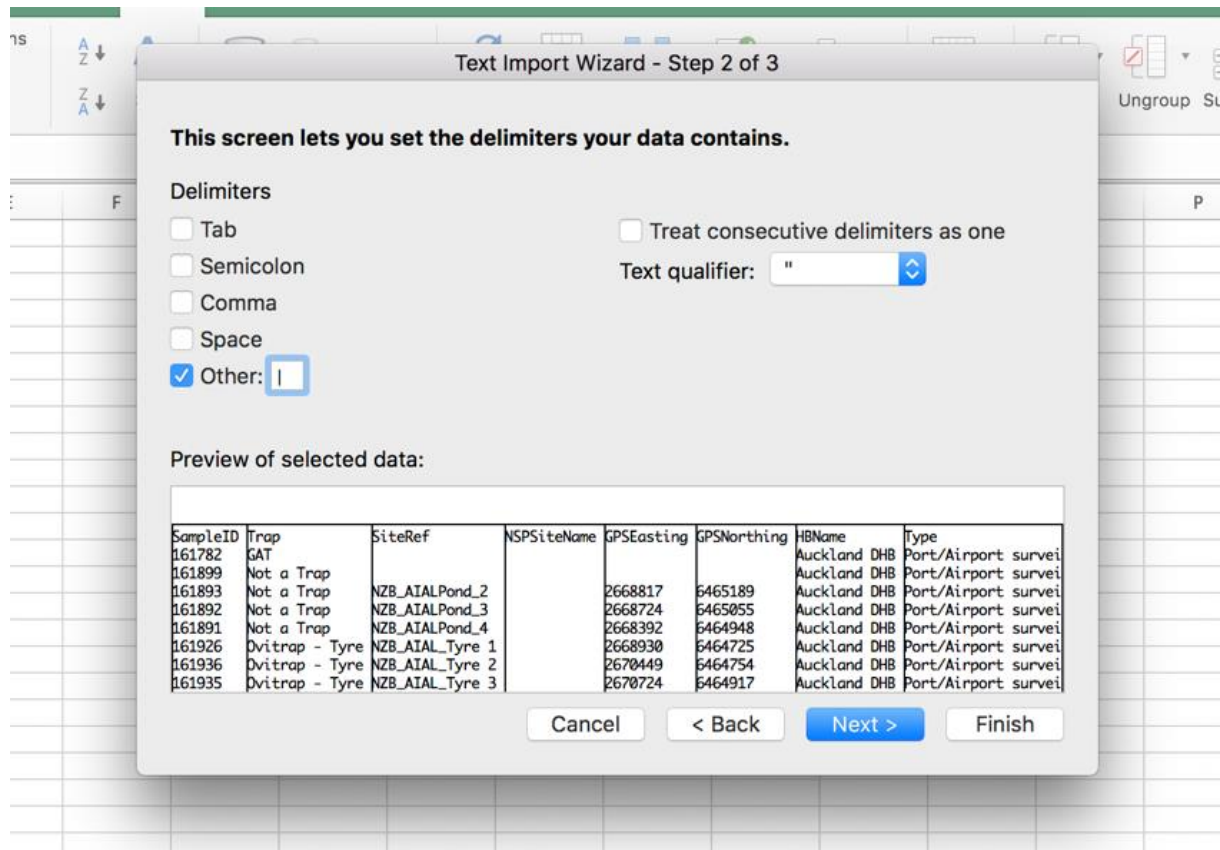 ns
A
Z
Z
A
Ungroup Su
Text Import Wizard - Step 2 of 3
This screen lets you set the delimiters your data contains.
F
P
Delimiters
Tab
Treat consecutive delimiters as one
Semicolon
Text qualifier: "
Comma
Space
Other: |
Preview of selected data:
SampleID Trap SiteRef NSPSiteName GPSEasting GPSNorthing HBName Type
161782 GAT Auckland DHB Port/Airport survei
161899 Not a Trap Auckland DHB Port/Airport survei
161893 Not a Trap NZB_AIALPond_2 2668817 6465189 Auckland DHB Port/Airport survei
161892 Not a Trap NZB_AIALPond_3 2668724 6465055 Auckland DHB Port/Airport survei
161891 Not a Trap NZB_AIALPond_4 2668392 6464948 Auckland DHB Port/Airport survei
161926 Ovitrap - Tyre NZB_AIAL_Tyre 1 2668930 6464725 Auckland DHB Port/Airport survei
161936 Ovitrap - Tyre NZB_AIAL_Tyre 2 2670449 6464754 Auckland DHB Port/Airport survei
161935 Ovitrap - Tyre NZB_AIAL_Tyre 3 2670724 6464917 Auckland DHB Port/Airport survei
Cancel < Back Next > Finish